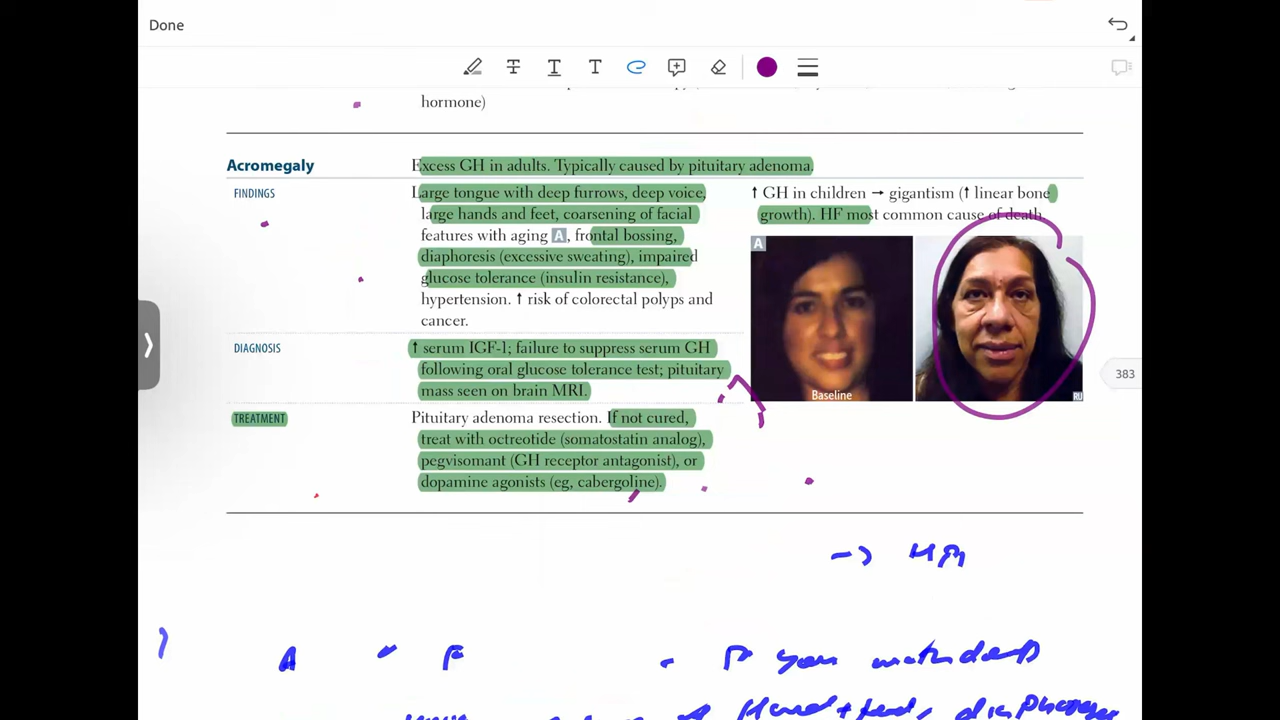 Done
hormone)
Acromegaly Excess GH in adults. Typically caused by pituitary adenoma.
FINDINGS Large tongue with deep furrows, deep voice,
large hands and feet, coarsening of facial
features with aging A, frontal bossing,
diaphoresis (excessive sweating), impaired
glucose tolerance (insulin resistance),
hypertension. ↑ risk of colorectal polyps and
cancer.
↑ GH in children → gigantism (↑ linear bone
growth). HF most common cause of death.
A
Baseline
RU
383
DIAGNOSIS ↑ serum IGF-1; failure to suppress serum GH
following oral glucose tolerance test; pituitary
mass seen on brain MRI.
TREATMENT Pituitary adenoma resection. If not cured,
treat with octreotide (somatostatin analog),
pegvisomant (GH receptor antagonist), or
dopamine agonists (eg, cabergoline).
A F